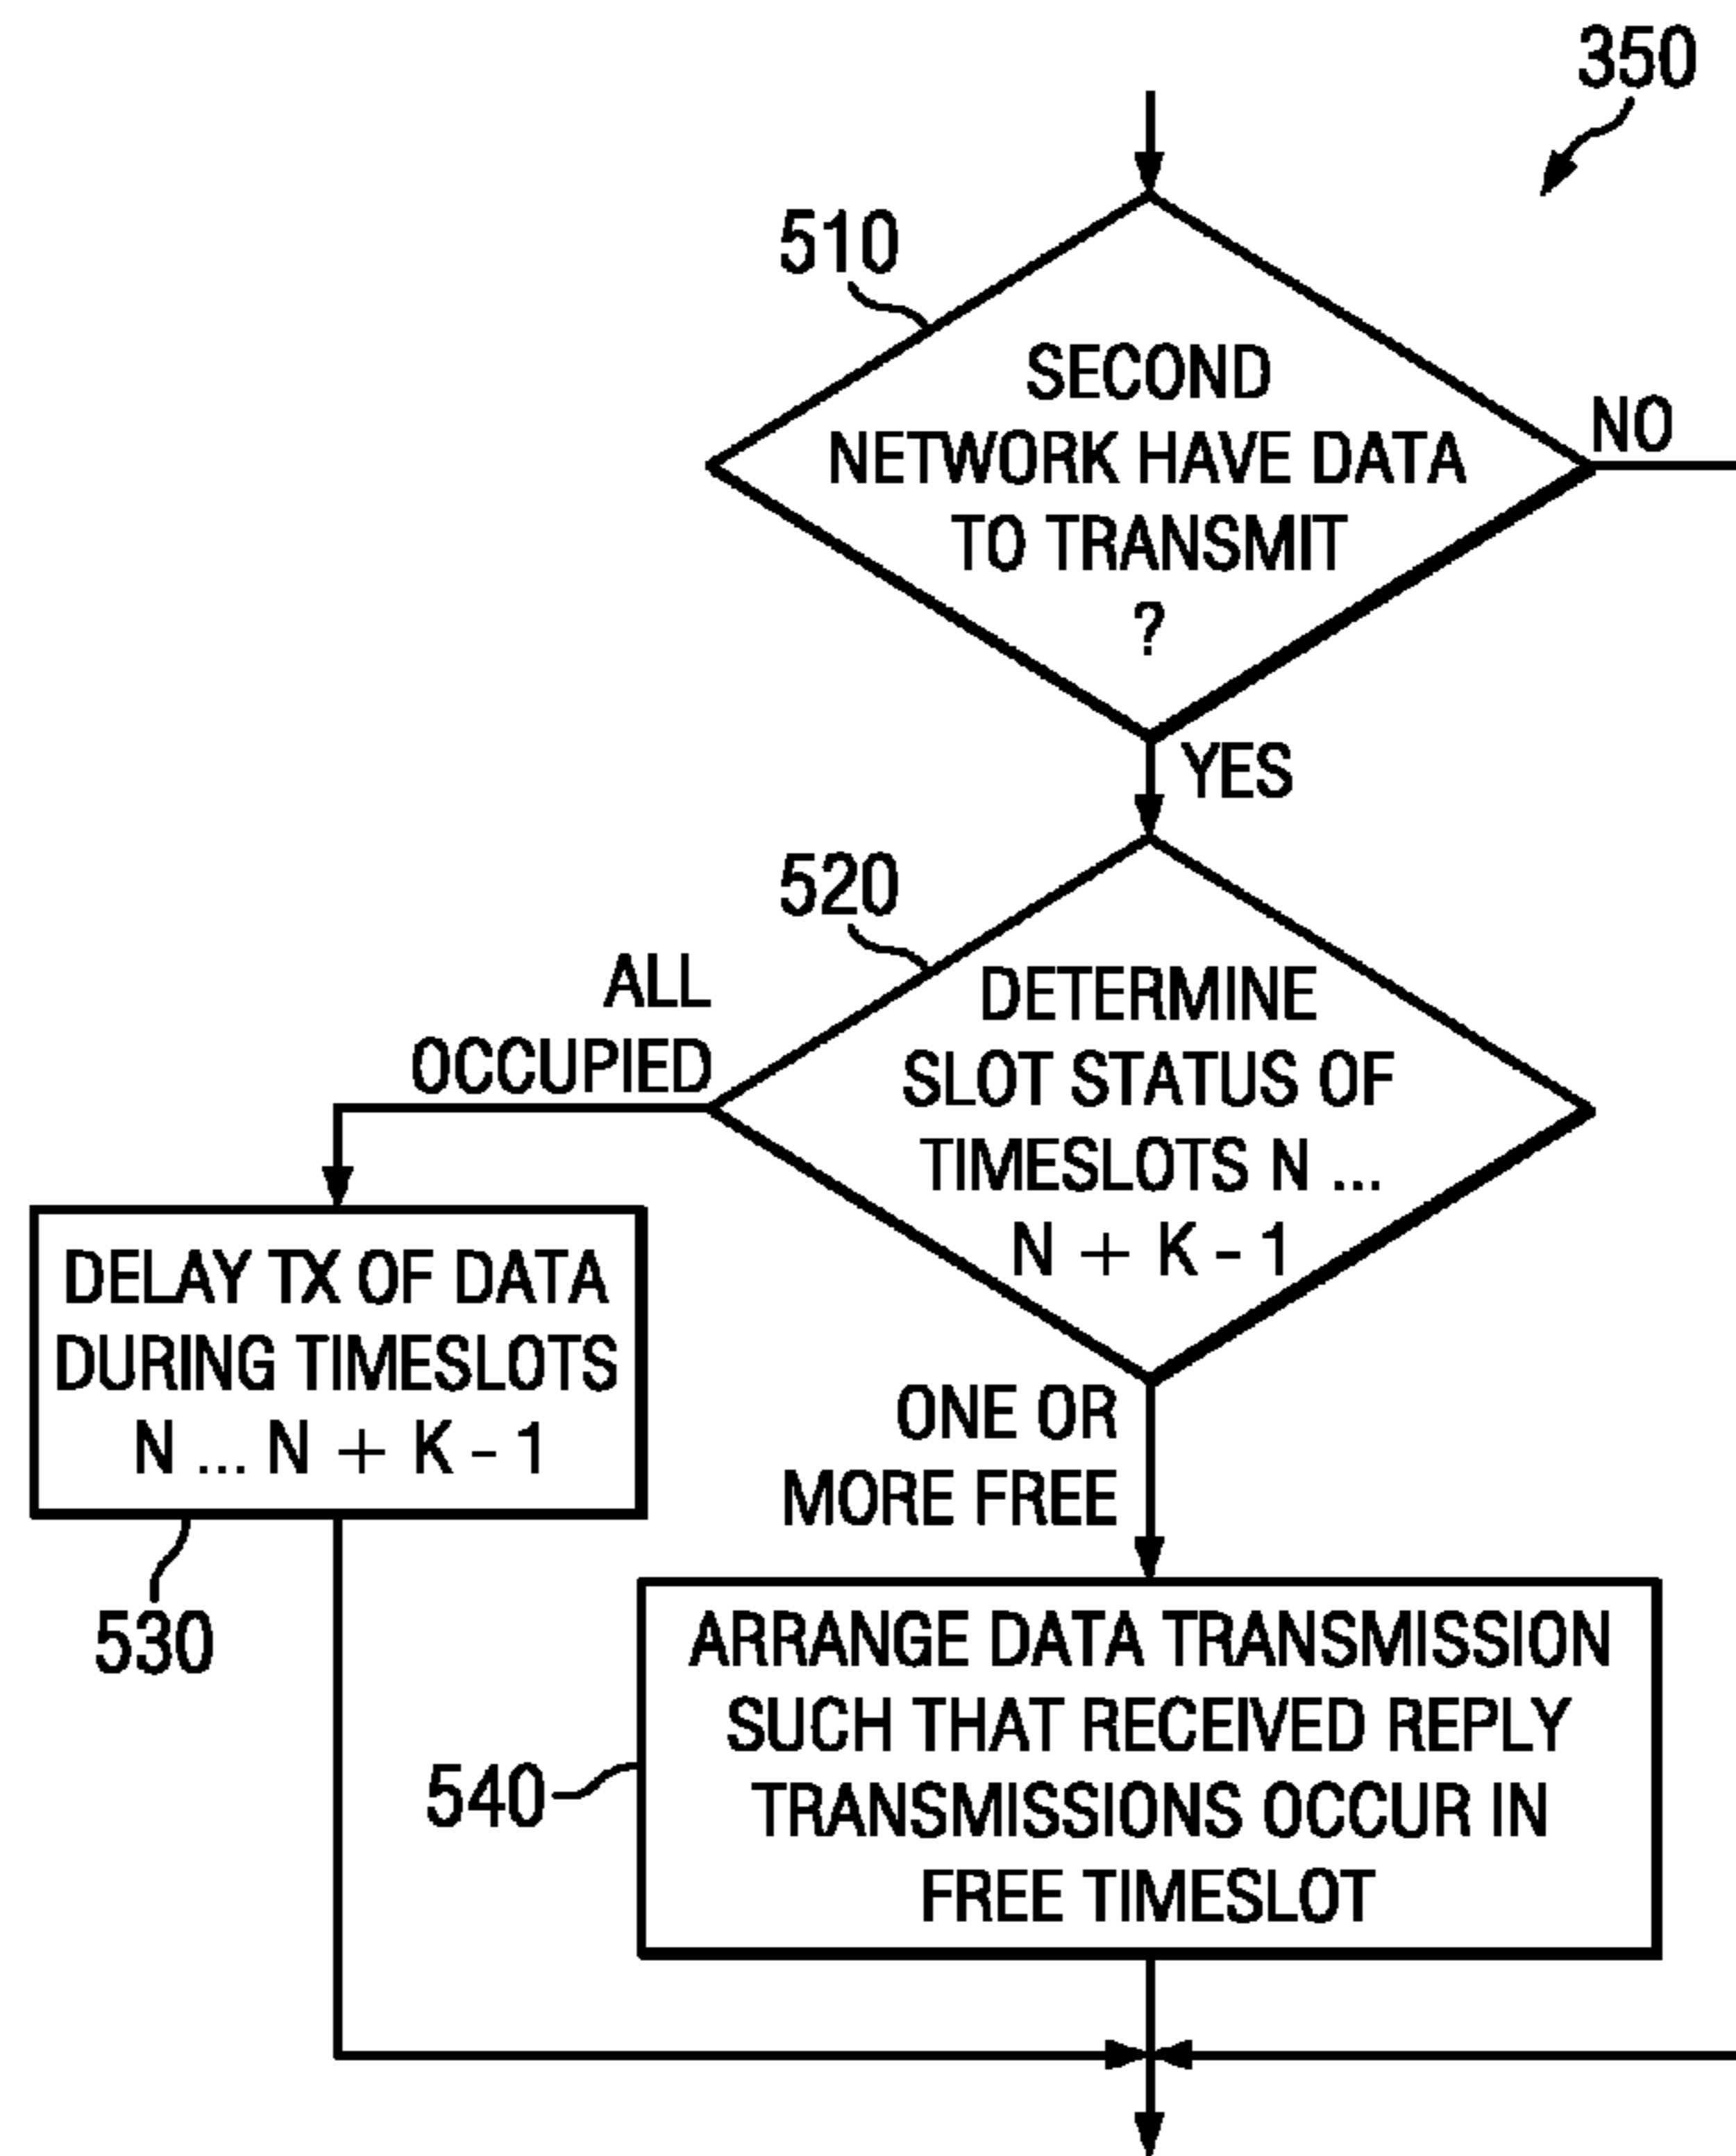 350
510
SECOND
NETWORK HAVE DATA
TO TRANSMIT
?
NO
YES
520
ALL
OCCUPIED
DETERMINE
SLOT STATUS OF
TIMESLOTS N ...
N + K - 1
DELAY TX OF DATA
DURING TIMESLOTS
N ... N + K - 1
530
ONE OR
MORE FREE
540
ARRANGE DATA TRANSMISSION
SUCH THAT RECEIVED REPLY
TRANSMISSIONS OCCUR IN
FREE TIMESLOT